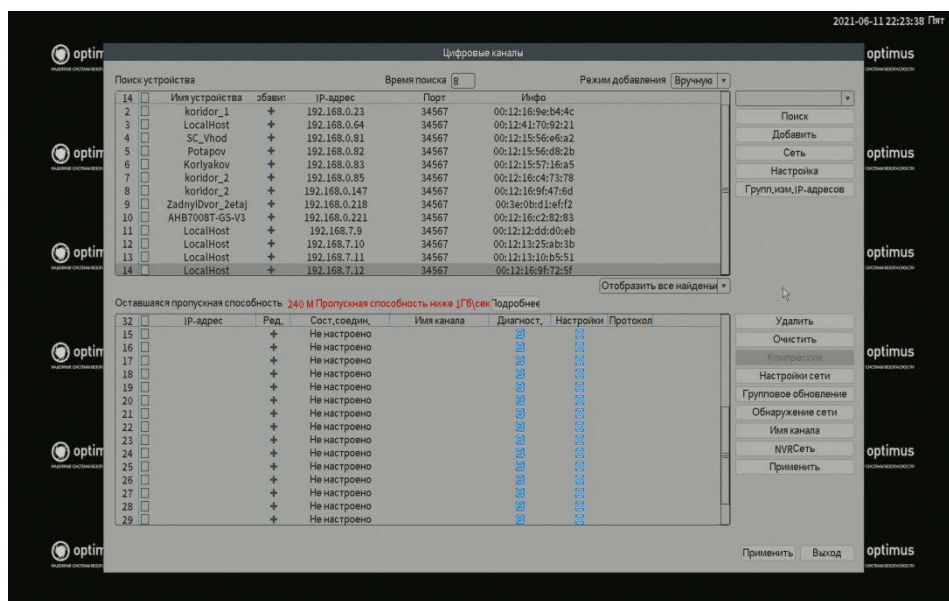 2021-06-11 22:23:38 Пят
optimus
Цифровые каналы
Поиск устройства Время поиска 8 Режим добавления Вручную
14 Имя устройства IP-адрес Порт Инфо
2 koridor_1 + 192.168.0.23 34567 00:12:16:9e:b4:4c
3 LocalHost + 192.168.0.64 34567 00:12:41:70:92:21
4 SC_Vhod + 192.168.0.81 34567 00:12:15:56:e6:a2
5 Potapov + 192.168.0.82 34567 00:12:15:56:d8:2b
6 Korlyakov + 192.168.0.83 34567 00:12:15:57:16:a5
7 koridor_2 + 192.168.0.85 34567 00:12:16:c4:73:78
8 koridor_2 + 192.168.0.147 34567 00:12:16:9f:47:6d
9 ZadnyiDvor_2etaj + 192.168.0.218 34567 00:3e:0b:d1:ef:f2
10 AHB7008T-GS-V3 + 192.168.0.221 34567 00:12:16:c2:82:83
11 LocalHost + 192.168.7.9 34567 00:12:12:dd:d0:eb
12 LocalHost + 192.168.7.10 34567 00:12:13:25:ab:3b
13 LocalHost + 192.168.7.11 34567 00:12:13:10:b5:51
14 LocalHost + 192.168.7.12 34567 00:12:16:9f:72:5f
Поиск
Добавить
Сеть
Настройка
Групп,изм,IP-адресов
Отобразить все найдены
Оставшаяся пропускная способность 240 M Пропускная способность ниже 1Гб\сек Подробнее
32 IP-адрес Ред. Сост.соедин. Имя канала Диагност. Настройки Протокол
15 + Не настроено
16 + Не настроено
17 + Не настроено
18 + Не настроено
19 + Не настроено
20 + Не настроено
21 + Не настроено
22 + Не настроено
23 + Не настроено
24 + Не настроено
25 + Не настроено
26 + Не настроено
27 + Не настроено
28 + Не настроено
29 + Не настроено
Удалить
Очистить
Компрессия
Настройки сети
Групповое обновление
Обнаружение сети
Имя канала
NVRСеть
Применить
Применить Выход
optimus
optimus
optimus
optimus
optimus